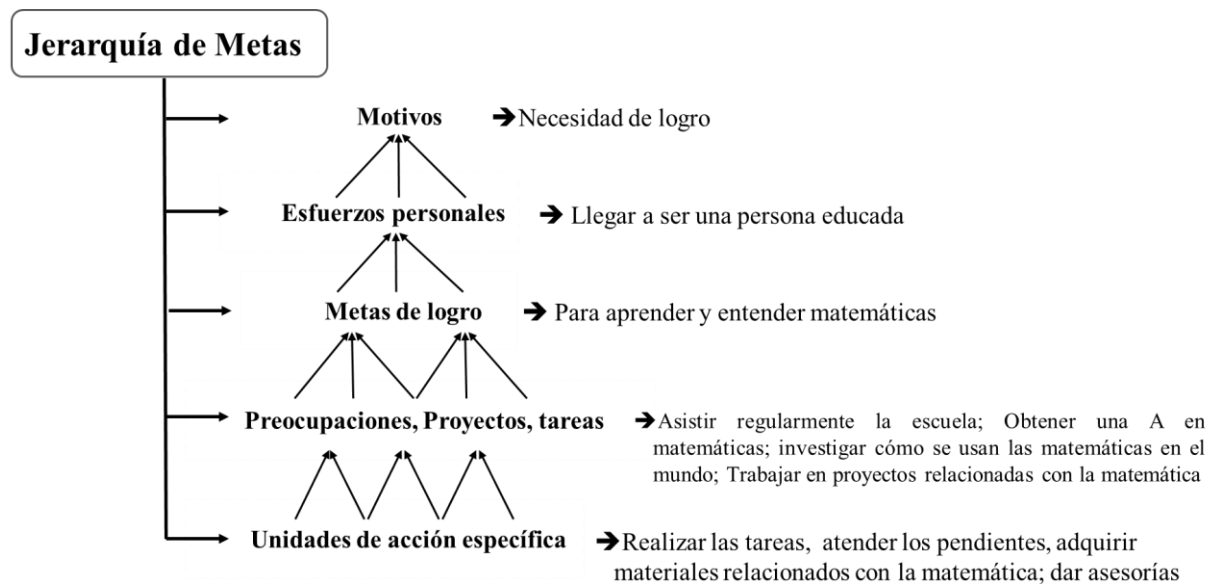 Jerarquía de Metas
Motivos ➔Necesidad de logro
Esfuerzos personales ➔ Llegar a ser una persona educada
Metas de logro ➔ Para aprender y entender matemáticas
Preocupaciones, Proyectos, tareas ➔Asistir regularmente la escuela; Obtener una A en
matemáticas; investigar cómo se usan las matemáticas en el
mundo; Trabajar en proyectos relacionadas con la matemática
Unidades de acción específica ➔Realizar las tareas, atender los pendientes, adquirir
materiales relacionados con la matemática; dar asesorías